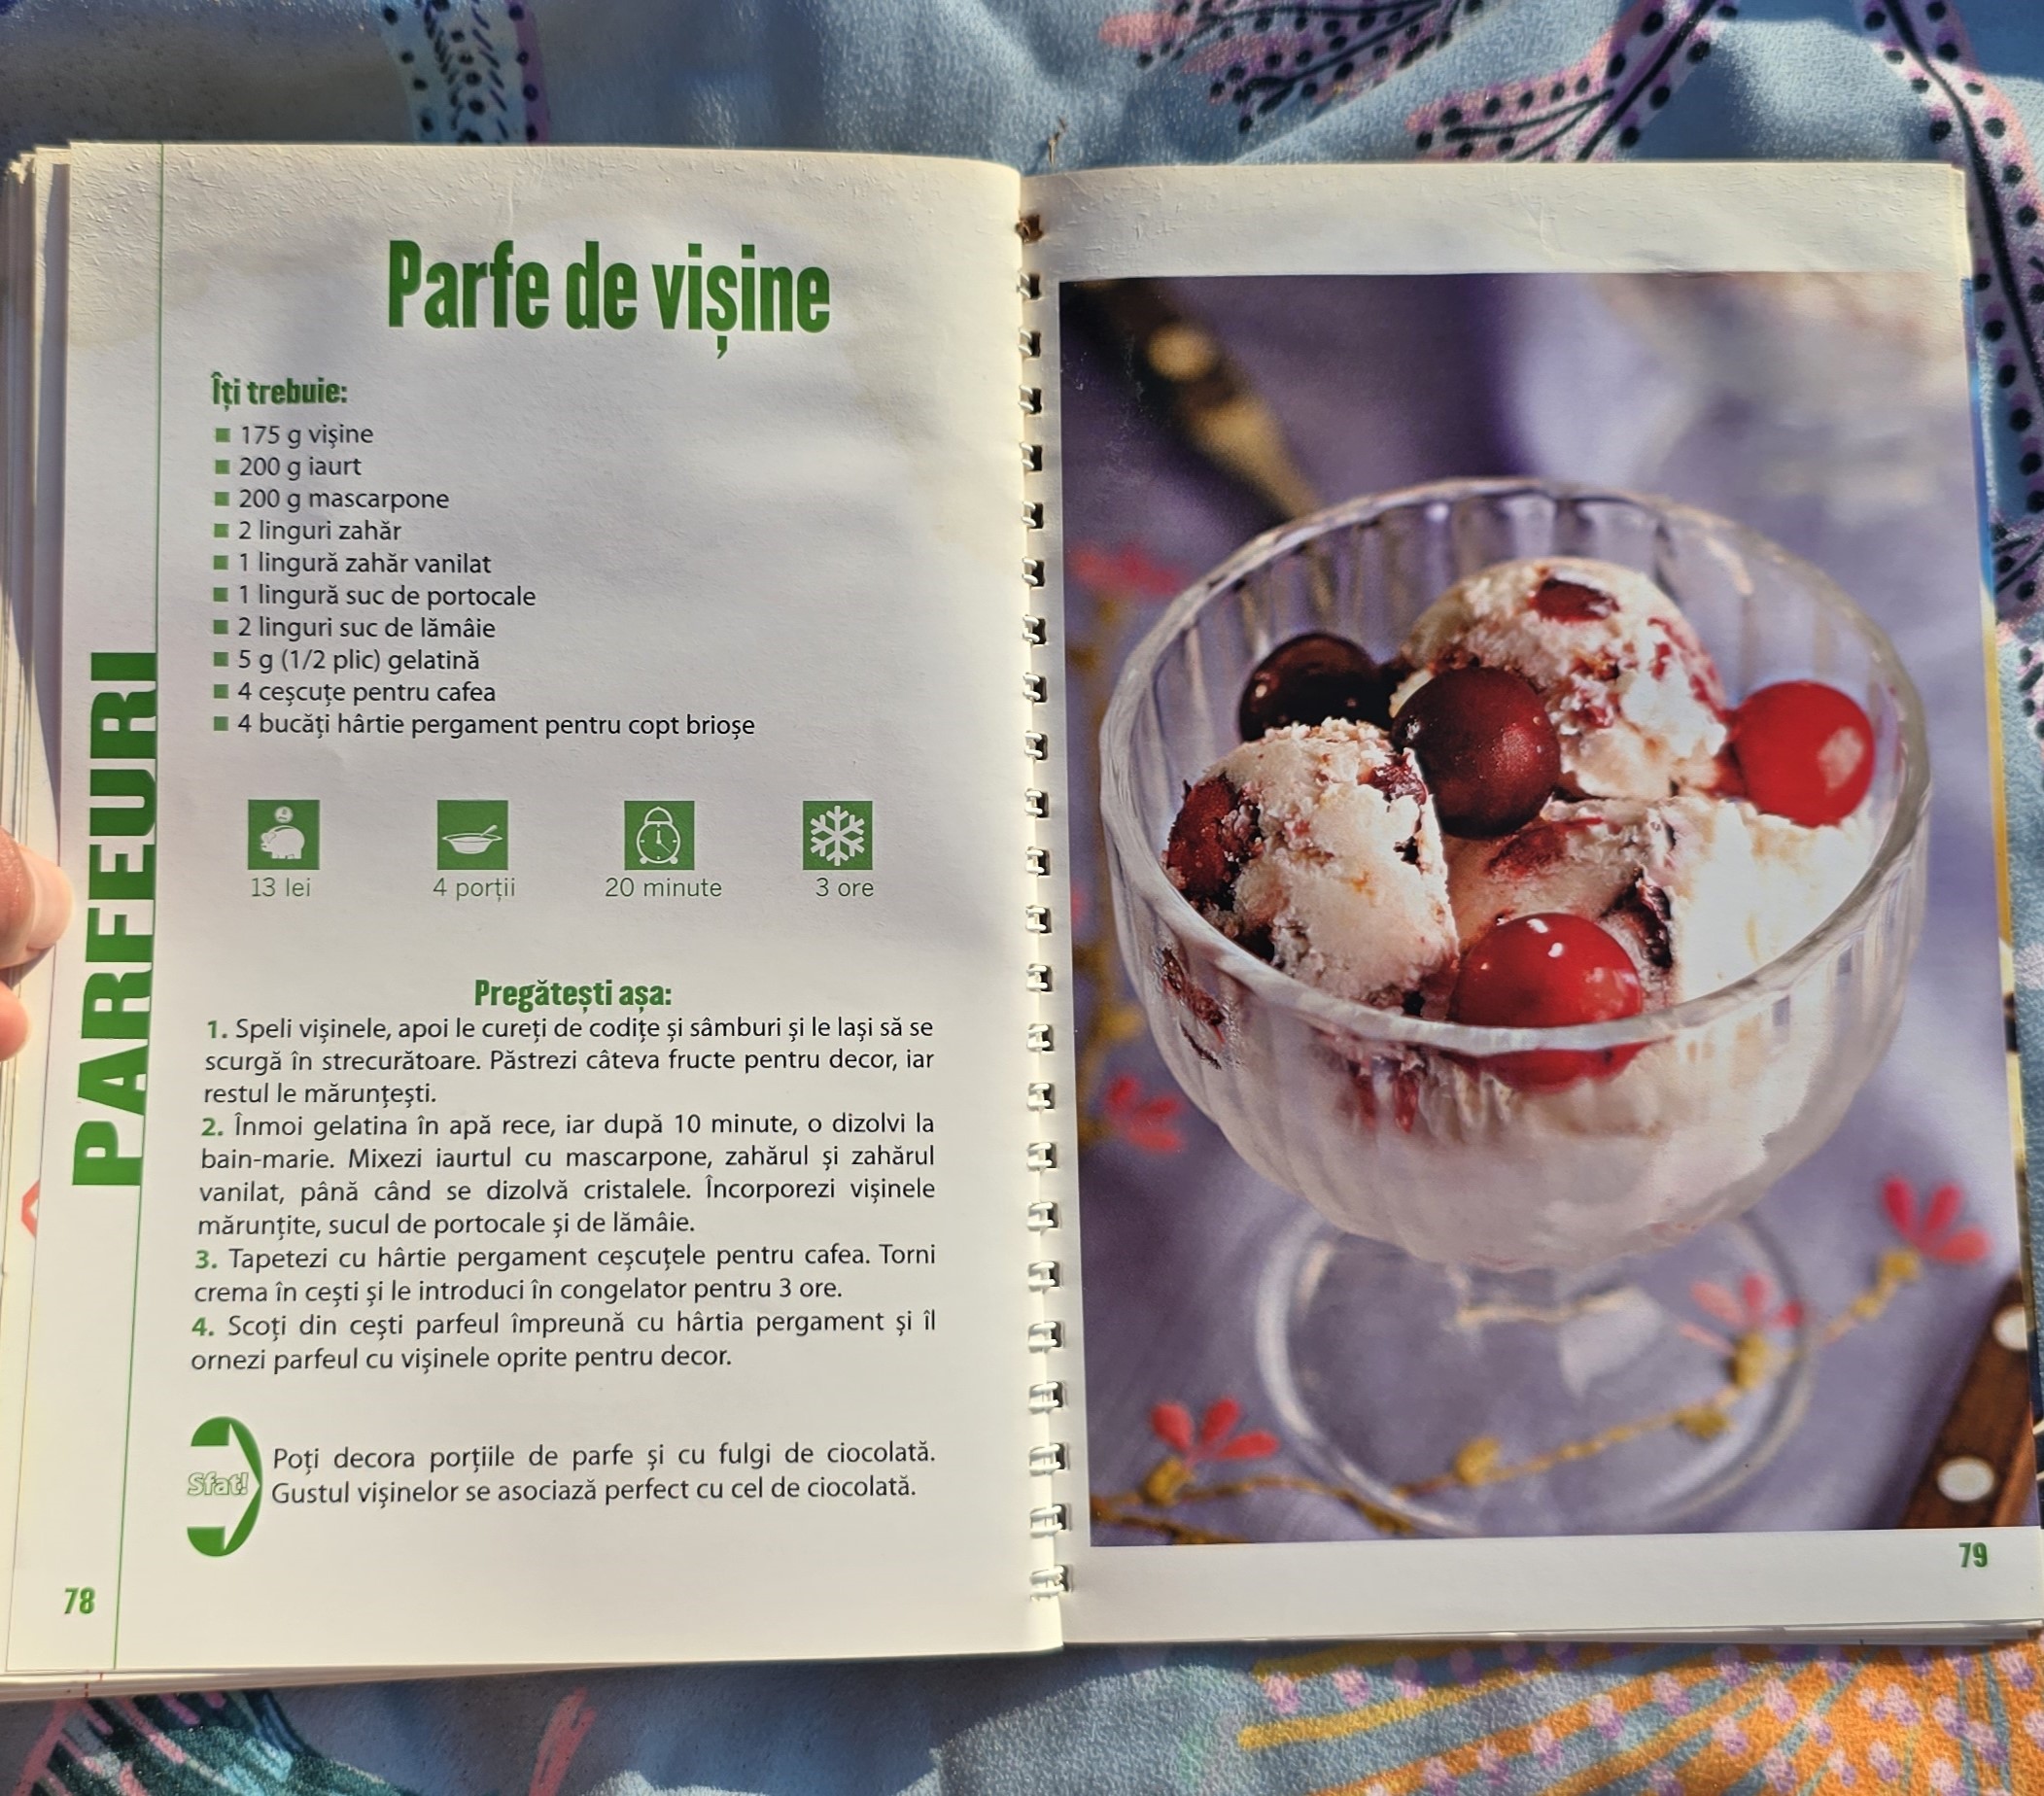 Parfe de vișine
Îți trebuie:
175 g vișine
200 g iaurt
200 g mascarpone
2 linguri zahăr
1 lingură zahăr vanilat
1 lingură suc de portocale
2 linguri suc de lămâie
5 g (1/2 plic) gelatină
4 ceșcuțe pentru cafea
4 bucăți hârtie pergament pentru copt brioșe
13 lei
4 porții
20 minute
3 ore
PARFEURI
Pregătești așa:
1. Speli vișinele, apoi le cureți de codițe și sâmburi și le lași să se
scurgă în strecurătoare. Păstrezi câteva fructe pentru decor, iar
restul le mărunțești.
2. Înmoi gelatina în apă rece, iar după 10 minute, o dizolvi la
bain-marie. Mixezi iaurtul cu mascarpone, zahărul și zahărul
vanilat, până când se dizolvă cristalele. Încorporezi vișinele
mărunțite, sucul de portocale și de lămâie.
3. Tapetezi cu hârtie pergament ceșcuțele pentru cafea. Torni
crema în cești și le introduci în congelator pentru 3 ore.
4. Scoți din cești parfeul împreună cu hârtia pergament și îl
ornezi parfeul cu vișinele oprite pentru decor.
Sfat!
Poți decora porțiile de parfe și cu fulgi de ciocolată.
Gustul vișinelor se asociază perfect cu cel de ciocolată.
78
79